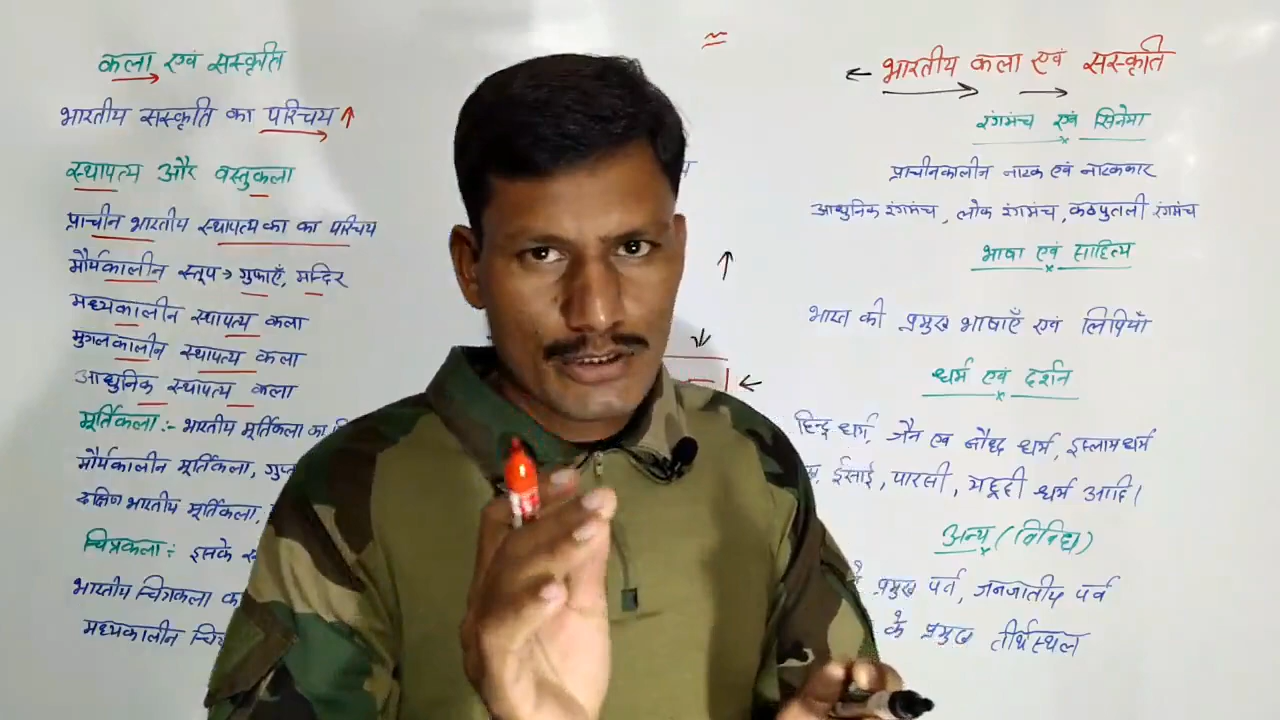 कला एवं संस्कृति
भारतीय संस्कृति का परिचय
स्थापत्य और वस्तुकला
प्राचीन भारतीय स्थापत्य का का परिचय
मौर्यकालीन स्तूप → गुफाएँ, मन्दिर
मध्यकालीन स्थापत्य कला
मुगलकालीन स्थापत्य कला
आधुनिक स्थापत्य कला
मूर्तिकला :- भारतीय मूर्तिकला का
मौर्यकालीन मूर्तिकला, गुप्त
दक्षिण भारतीय मूर्तिकला,
चित्रकला : इसके
भारतीय चित्रकला का
मध्यकालीन
भारतीय कला एवं संस्कृति
रंगमंच एवं सिनेमा
प्राचीनकालीन नाटक एवं नाटककार
आधुनिक रंगमंच, लोक रंगमंच, कठपुतली रंगमंच
भाषा एवं साहित्य
भारत की प्रमुख भाषाएँ एवं लिपियाँ
धर्म एवं दर्शन
हिन्दू धर्म, जैन एवं बौद्ध धर्म, इस्लाम धर्म
ईसाई, पारसी, यहूदी धर्म आदि।
अन्य (विविध)
के प्रमुख पर्व, जनजातीय पर्व
के प्रमुख तीर्थस्थल